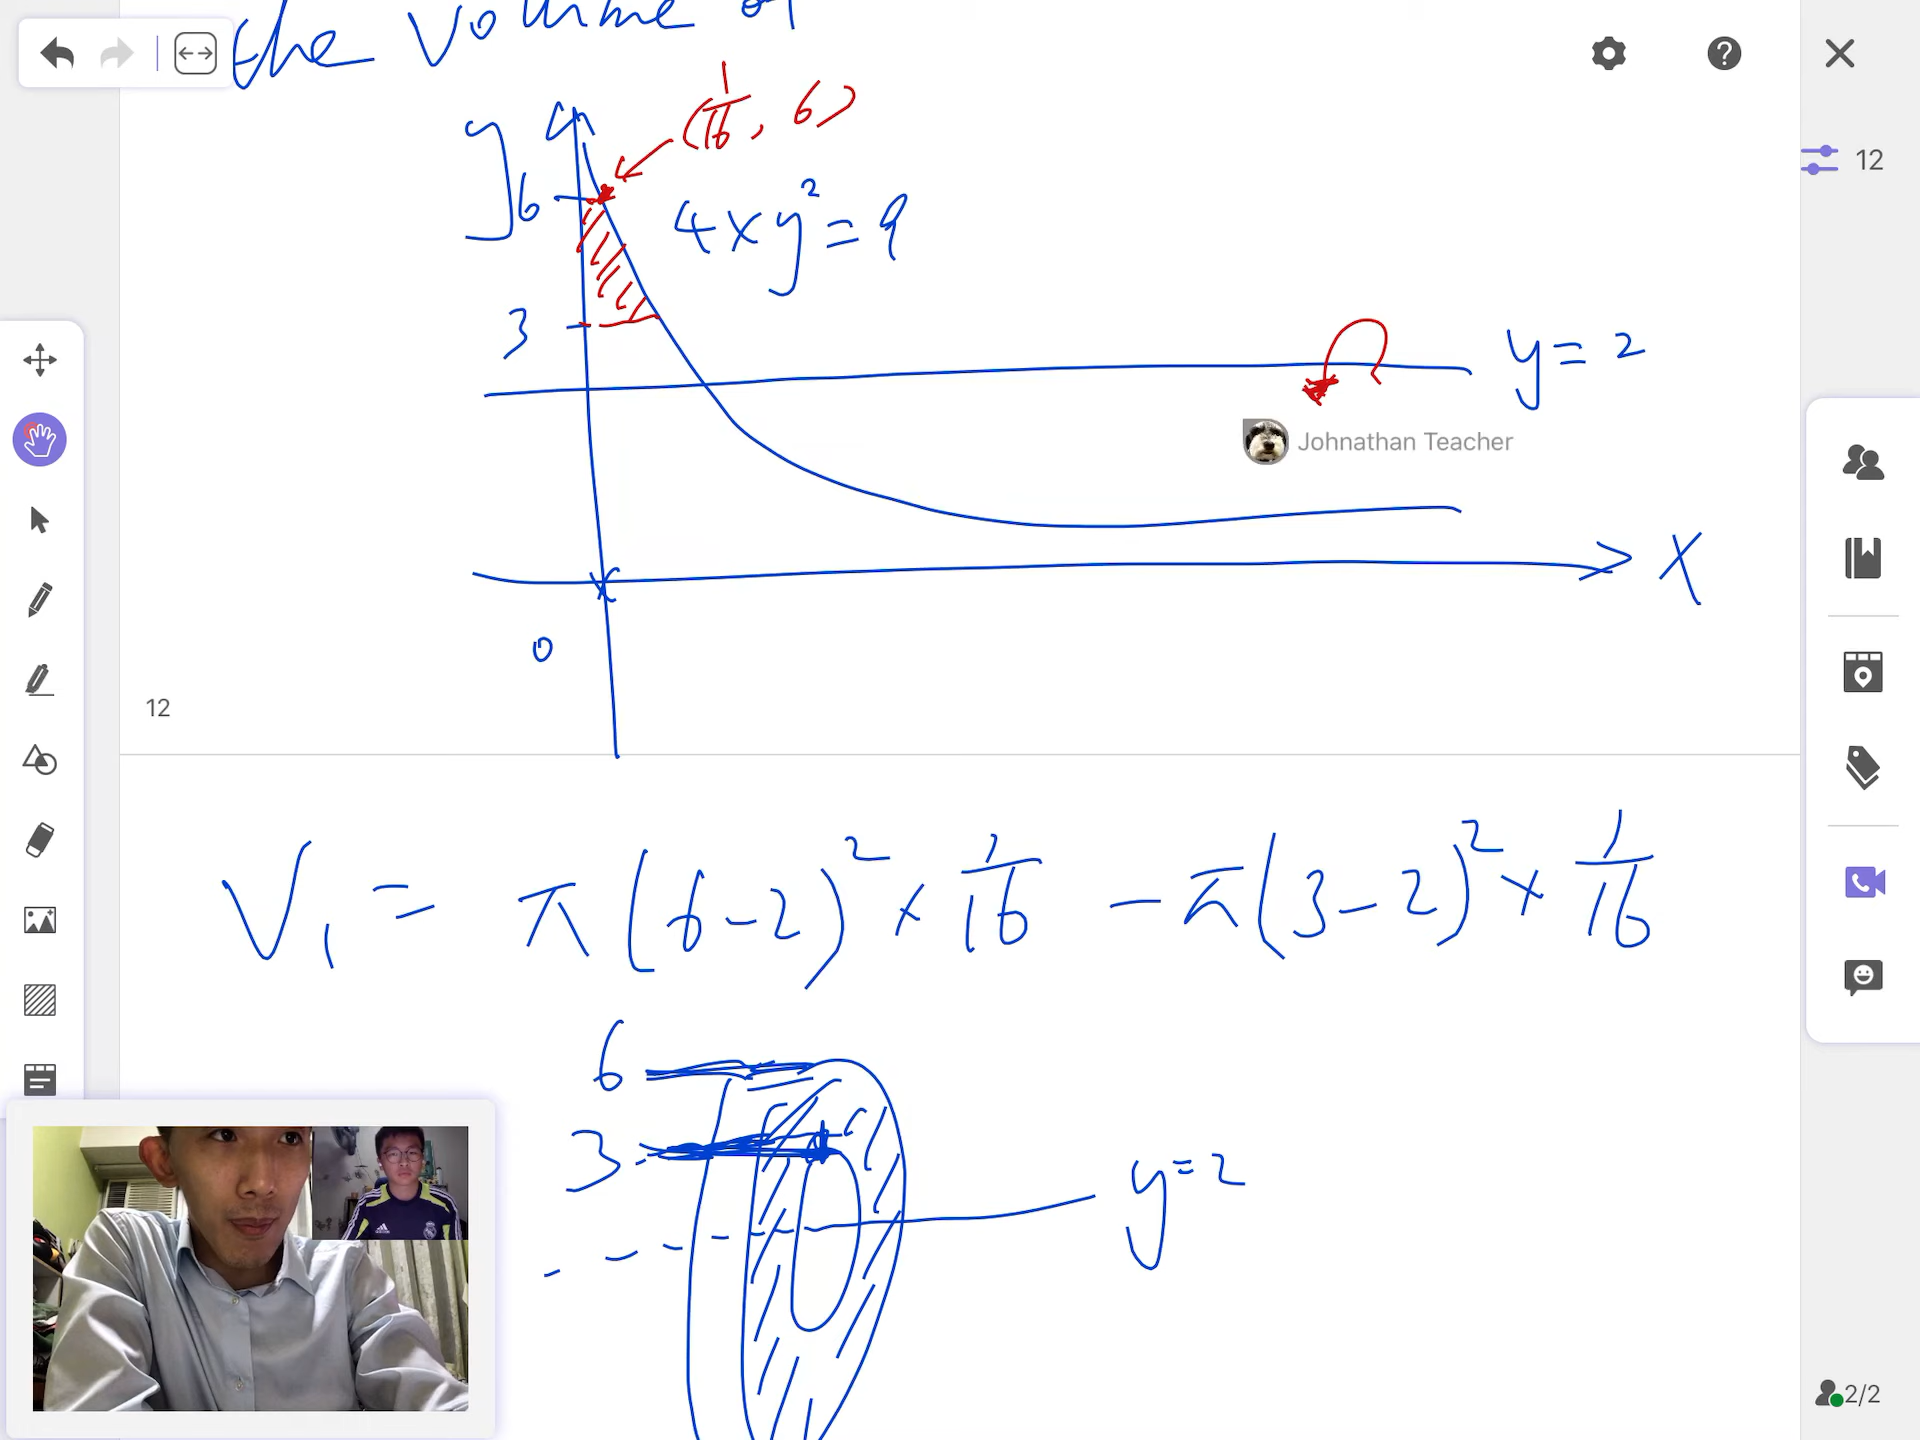 the volume of
(1/16, 6)
y
6
4xy² = 9
3
y = 2
12
Johnathan Teacher
x
0
12
V₁ = π(6-2)² × 1/16 - π(3-2)² × 1/16
6
3
y = 2
2/2